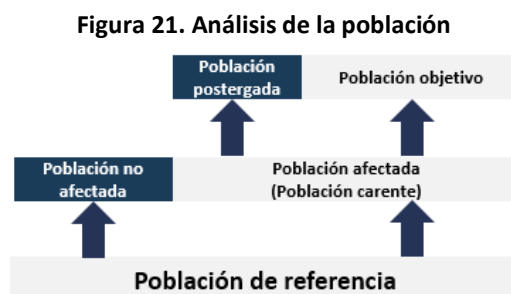 Figura 21. Análisis de la población
Población
postergada
Población objetivo
Población no
afectada
Población afectada
(Población carente)
Población de referencia